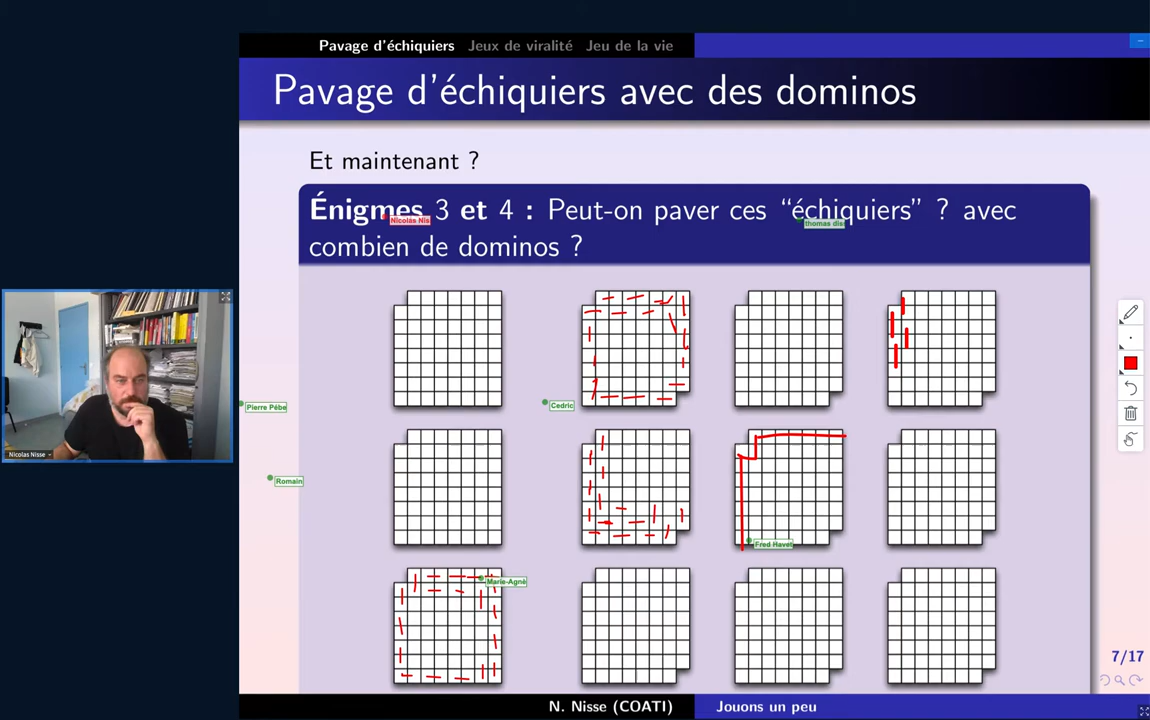 Pavage d'échiquiers Jeux de viralité Jeu de la vie
Pavage d'échiquiers avec des dominos
Et maintenant ?
Énigmes 3 et 4 : Peut-on paver ces “échiquiers” ? avec
Nicolas Nis
thomas dis
combien de dominos ?
Pierre Pébe
Cedric
Nicolas Nisse
Romain
Fred Havet
Marie-Agnè
7/17
N. Nisse (COATI) Jouons un peu